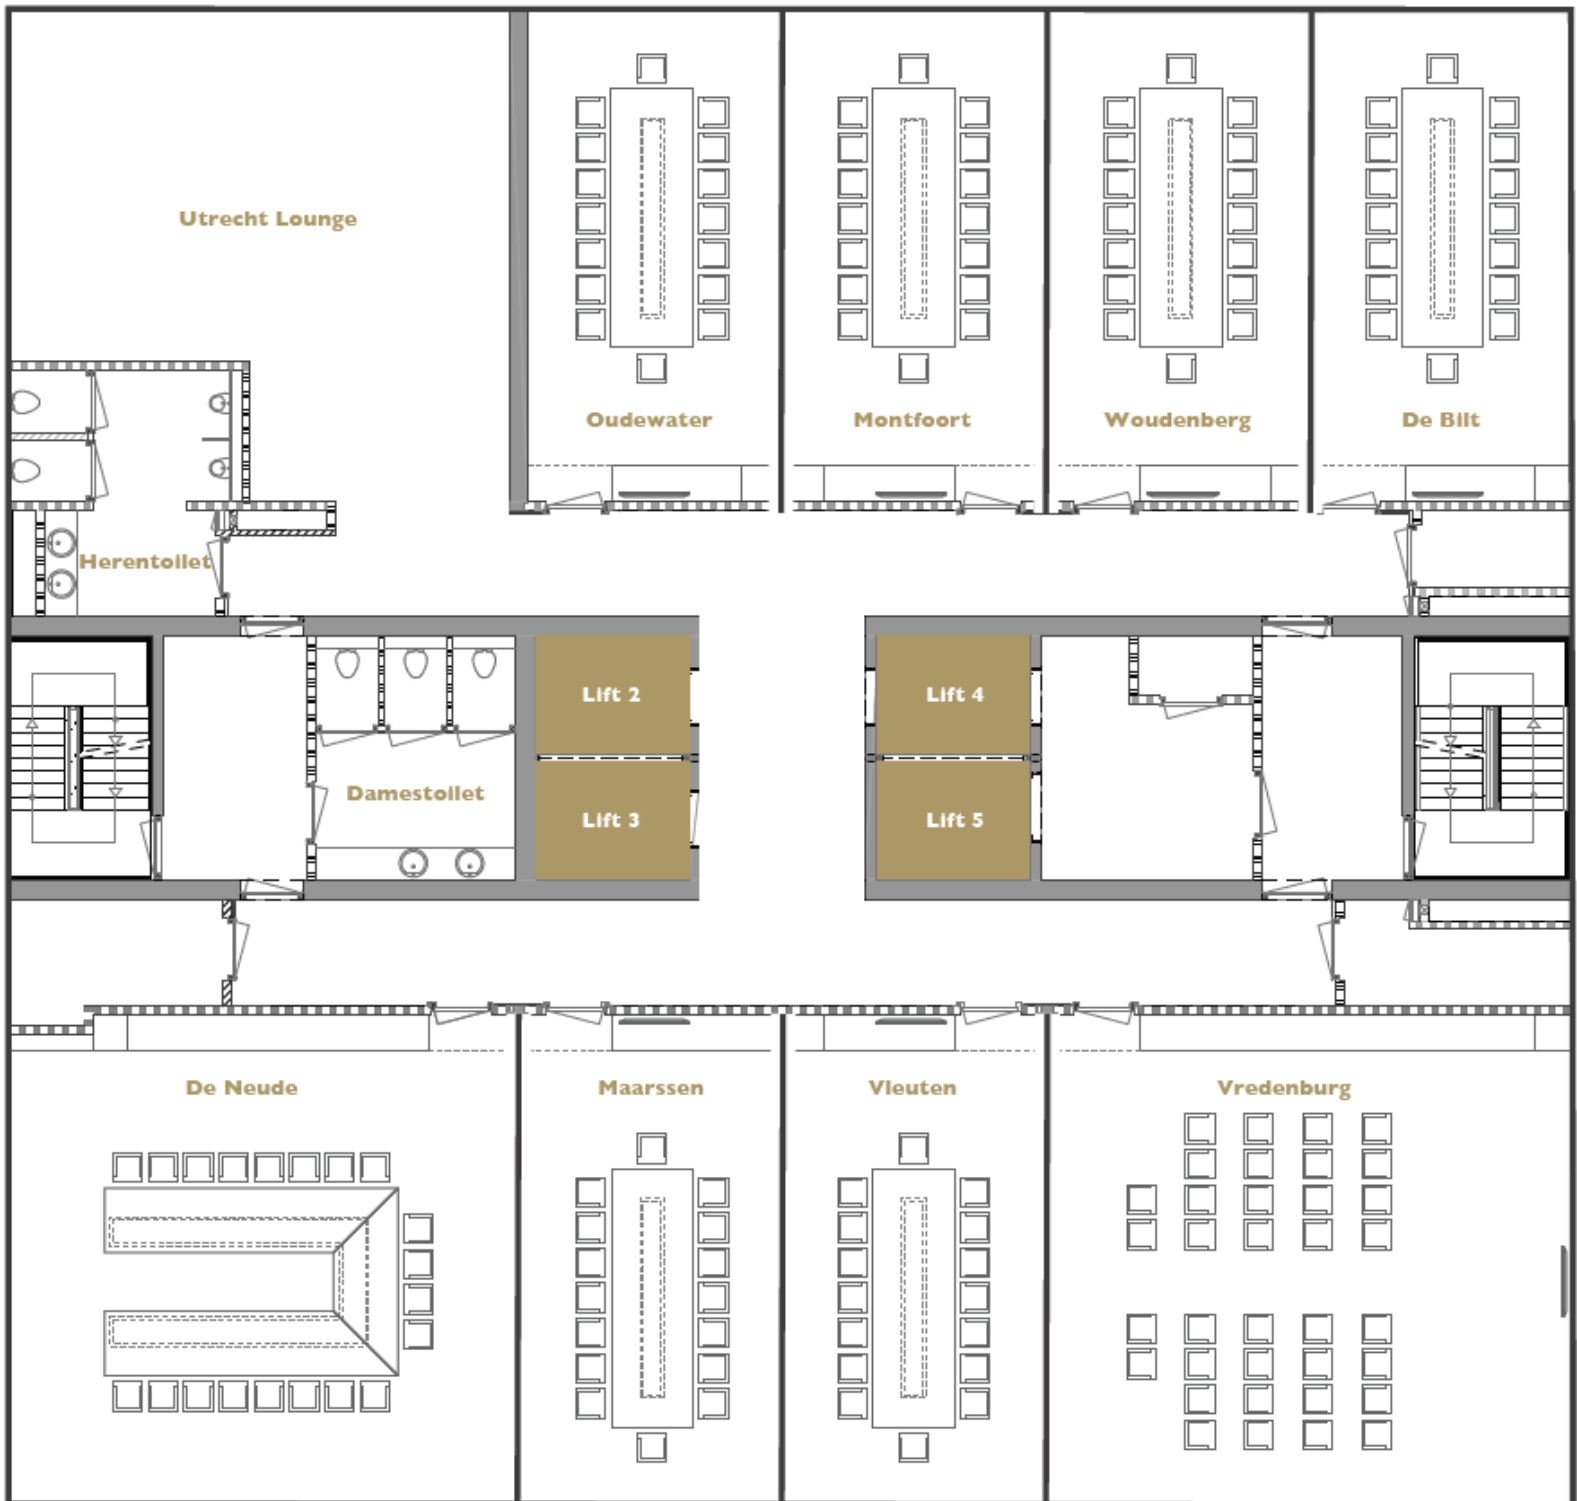 Utrecht Lounge
Oudewater
Montfoort
Woudenberg
De Bilt
Herentoilet
Lift 2
Lift 4
Damestoilet
Lift 3
Lift 5
De Neude
Maarssen
Vleuten
Vredenburg